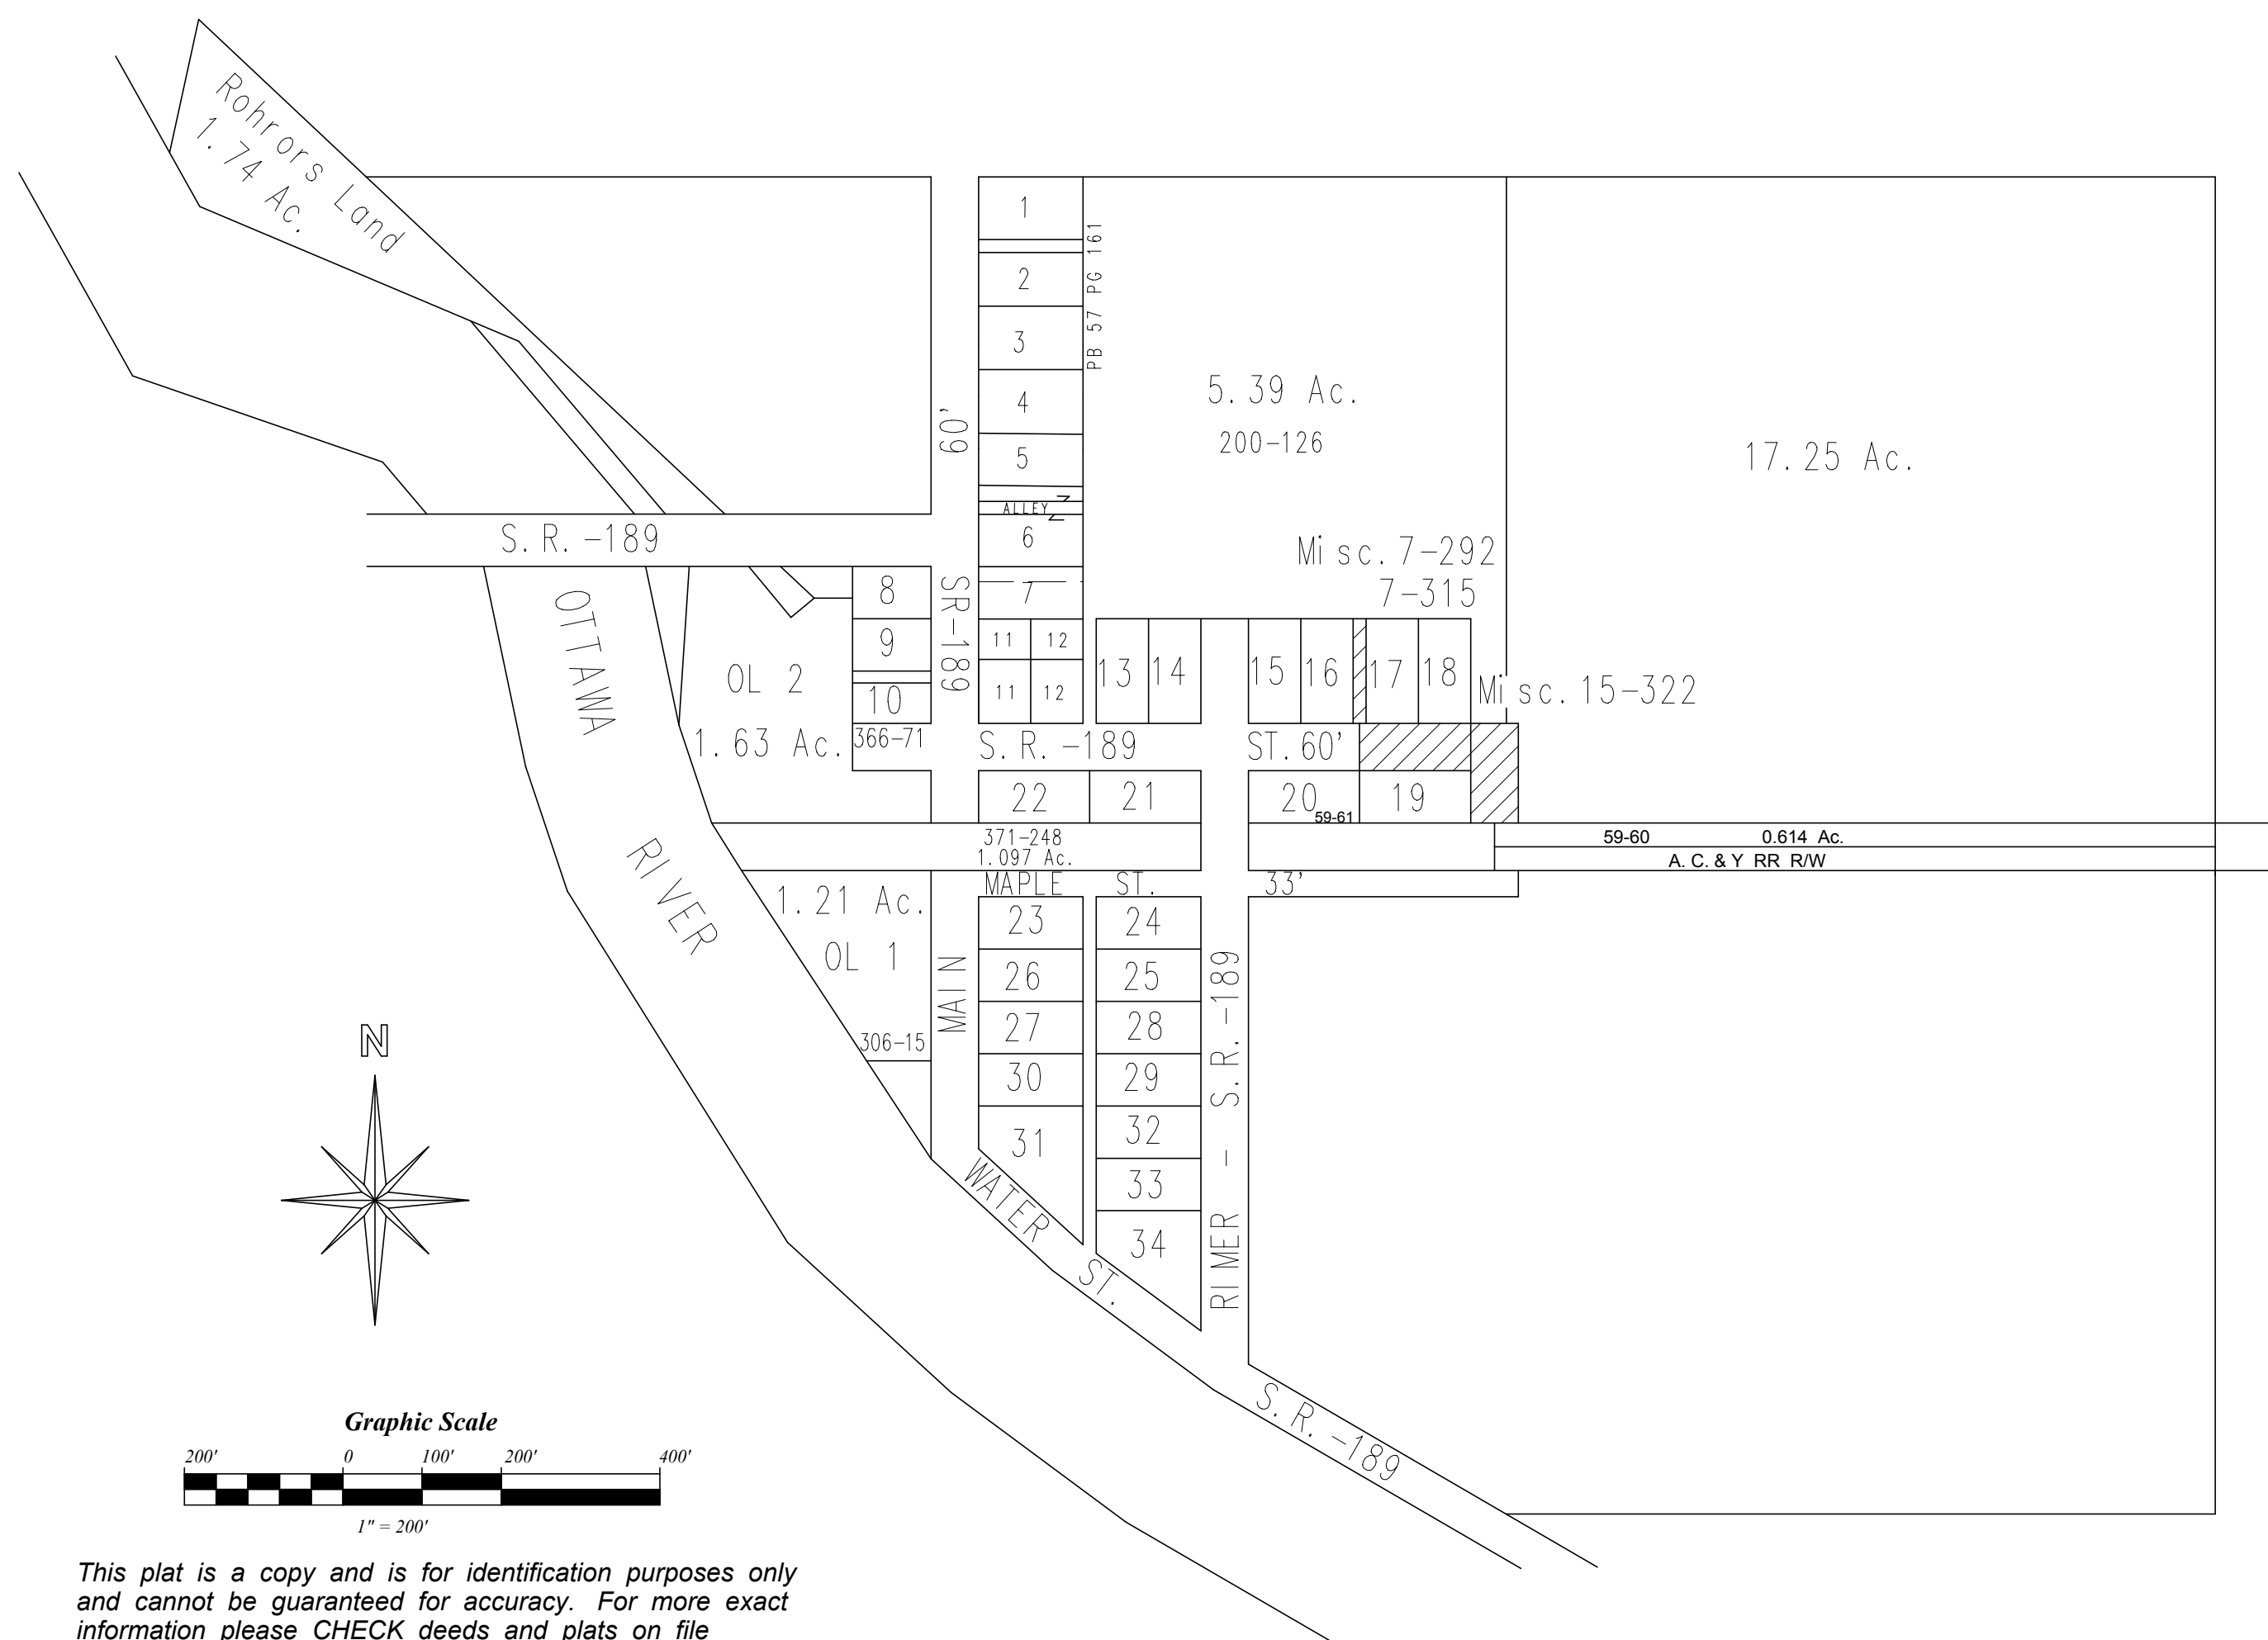 Rohrors Land
1.74 Ac.
1
2
3
4
5
PB 57 PG 161
60'
5.39 Ac.
200-126
17.25 Ac.
ALLEY
S.R.-189
6
7
Misc. 7-292
7-315
8
9
10
SR-189
11
12
11
12
13
14
15
16
17
18
Misc. 15-322
OTTAWA
RIVER
OL 2
1.63 Ac.
366-71
S.R.-189
ST. 60'
22
21
20
59-61
19
371-248
1.097 Ac.
59-60
0.614 Ac.
A. C. & Y RR R/W
MAPLE ST. 33'
1.21 Ac.
OL 1
306-15
MAIN
23
24
26
25
27
28
30
29
31
32
33
34
RIMER - S.R.-189
WATER ST.
S.R.-189
N
Graphic Scale
200' 0 100' 200' 400'
1" = 200'
This plat is a copy and is for identification purposes only
and cannot be guaranteed for accuracy. For more exact
information please CHECK deeds and plats on file